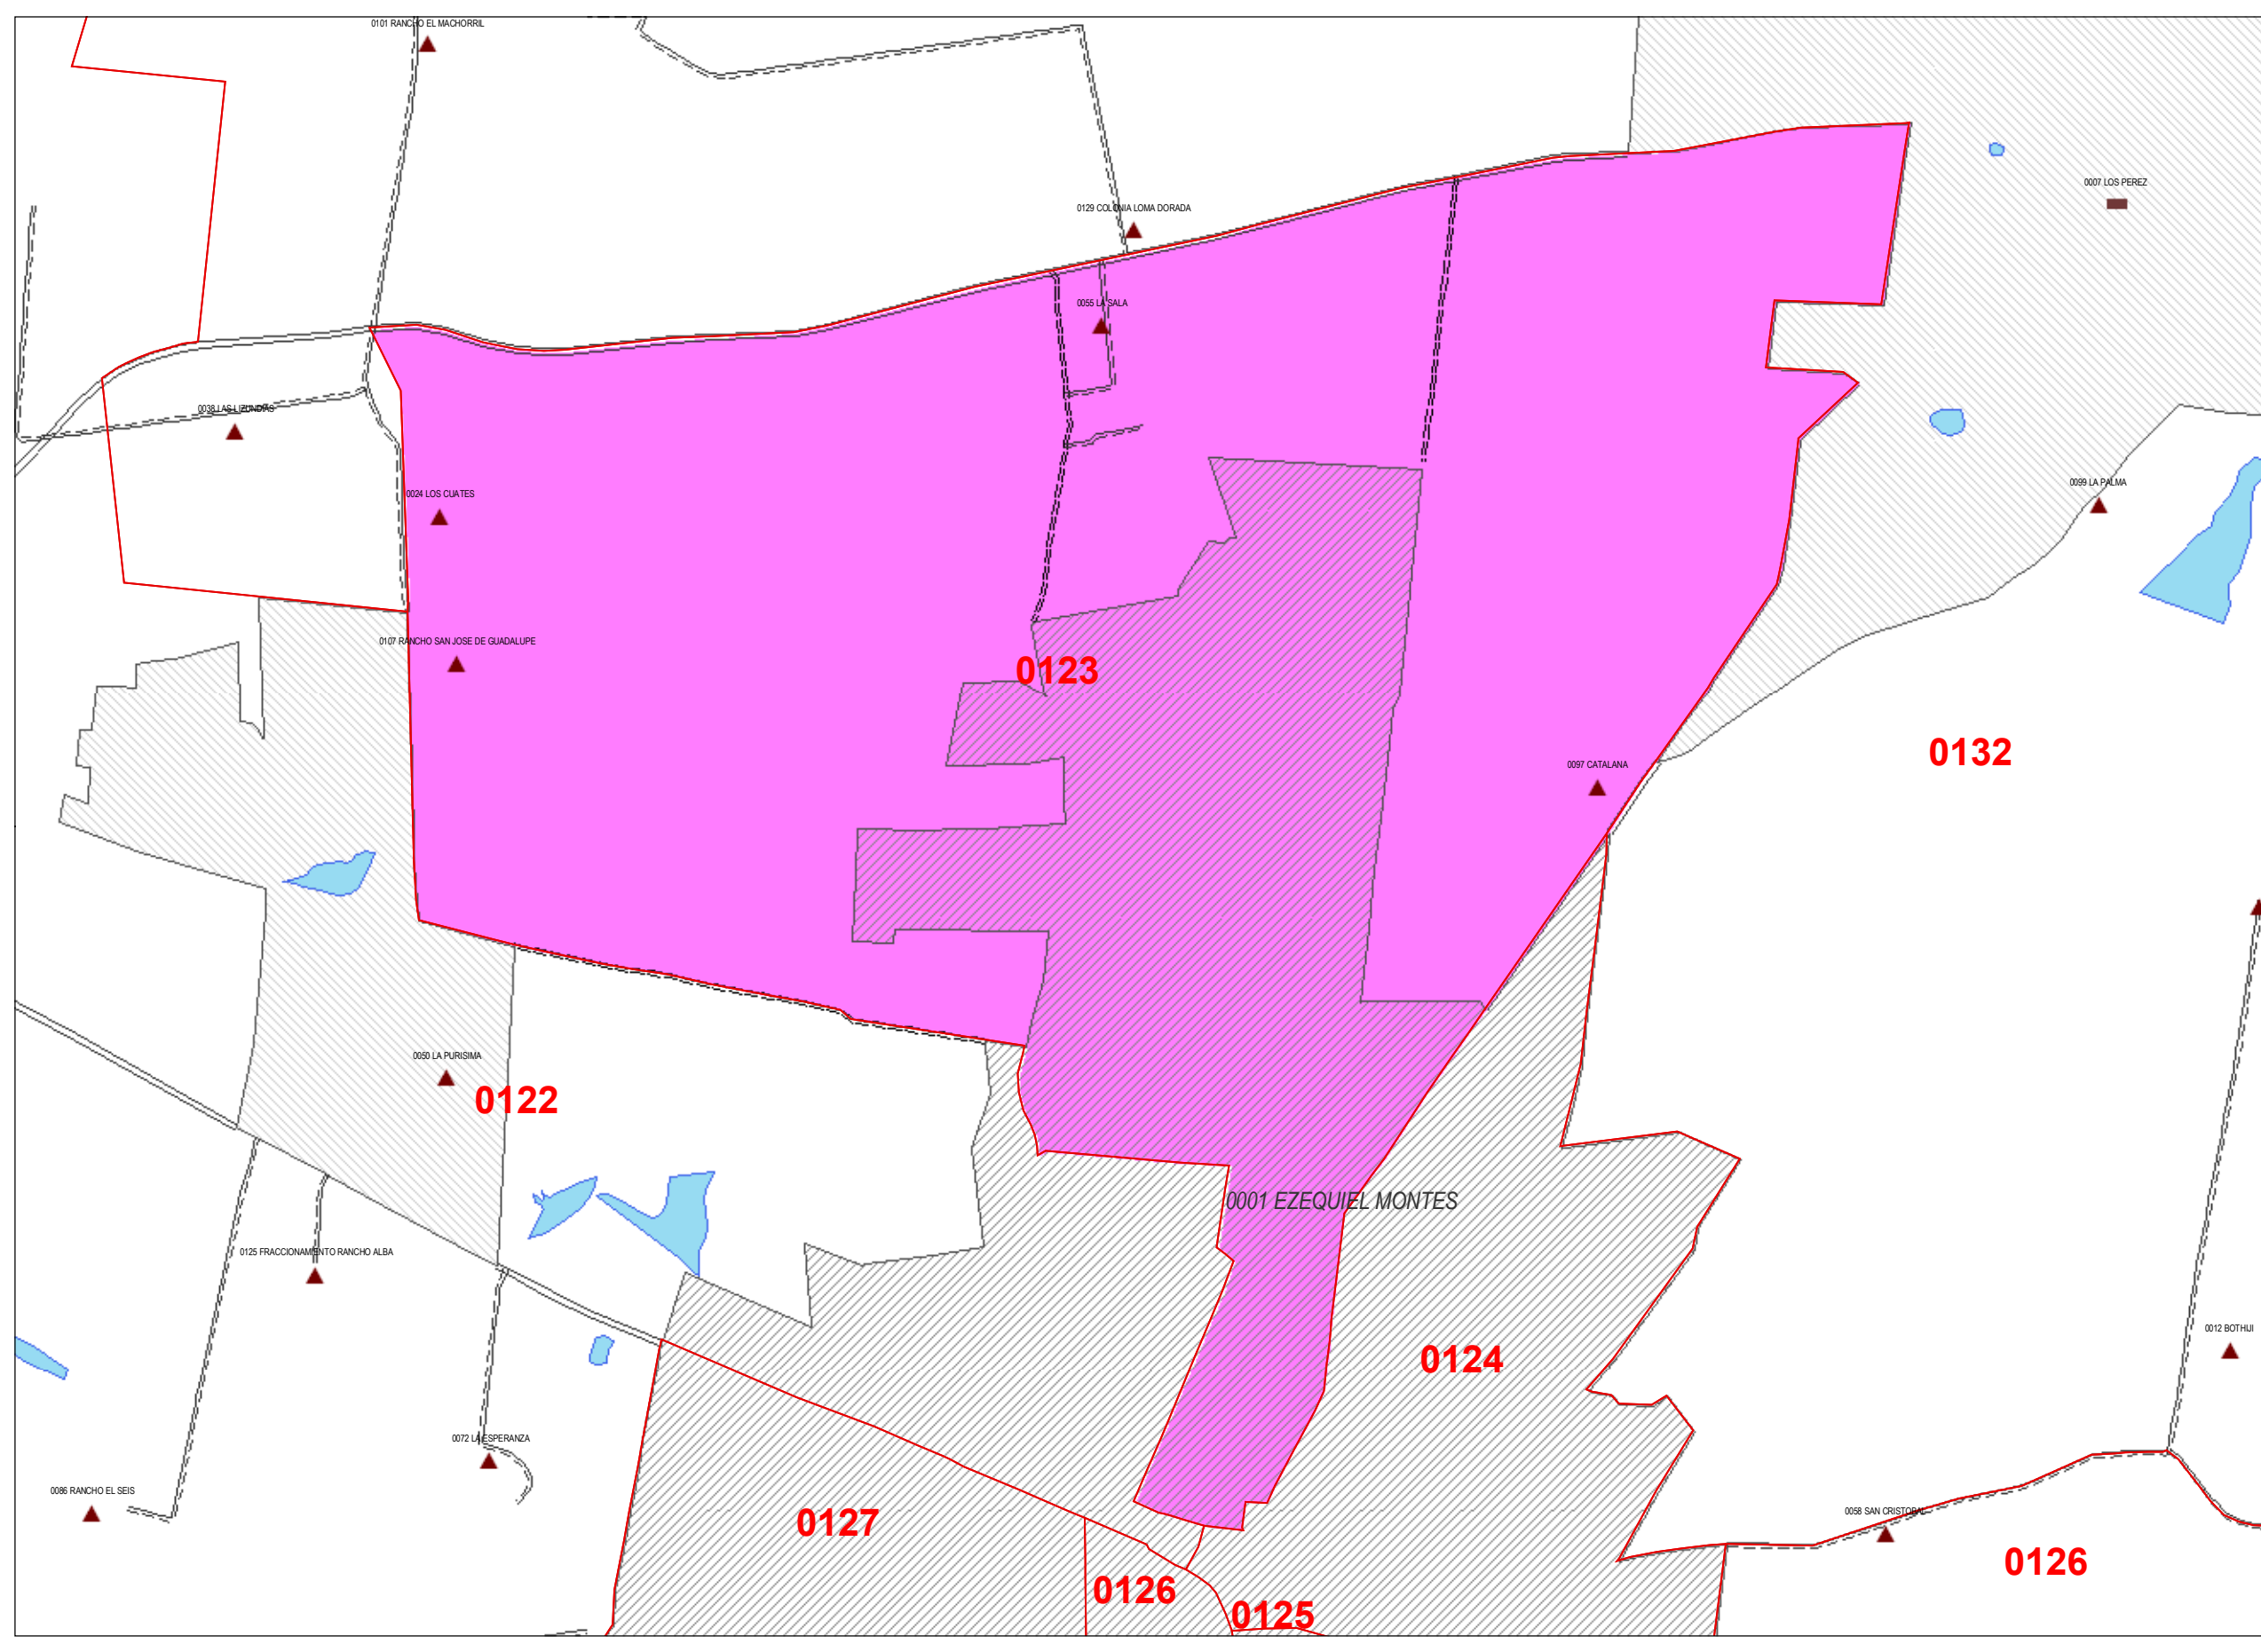 0101 RANCHO EL MACHORRIL
0007 LOS PEREZ
0129 COLONIA LOMA DORADA
0055 LA SALA
0038 LAS LIZUNDIAS
0024 LOS CUATES
0099 LA PALMA
0107 RANCHO SAN JOSE DE GUADALUPE
0123
0132
0097 CATALANA
0050 LA PURISIMA
0122
0001 EZEQUIEL MONTES
0125 FRACCIONAMIENTO RANCHO ALBA
0012 BOTHIJI
0124
0072 LA ESPERANZA
0086 RANCHO EL SEIS
0058 SAN CRISTOBAL
0127
0126
0126
0125